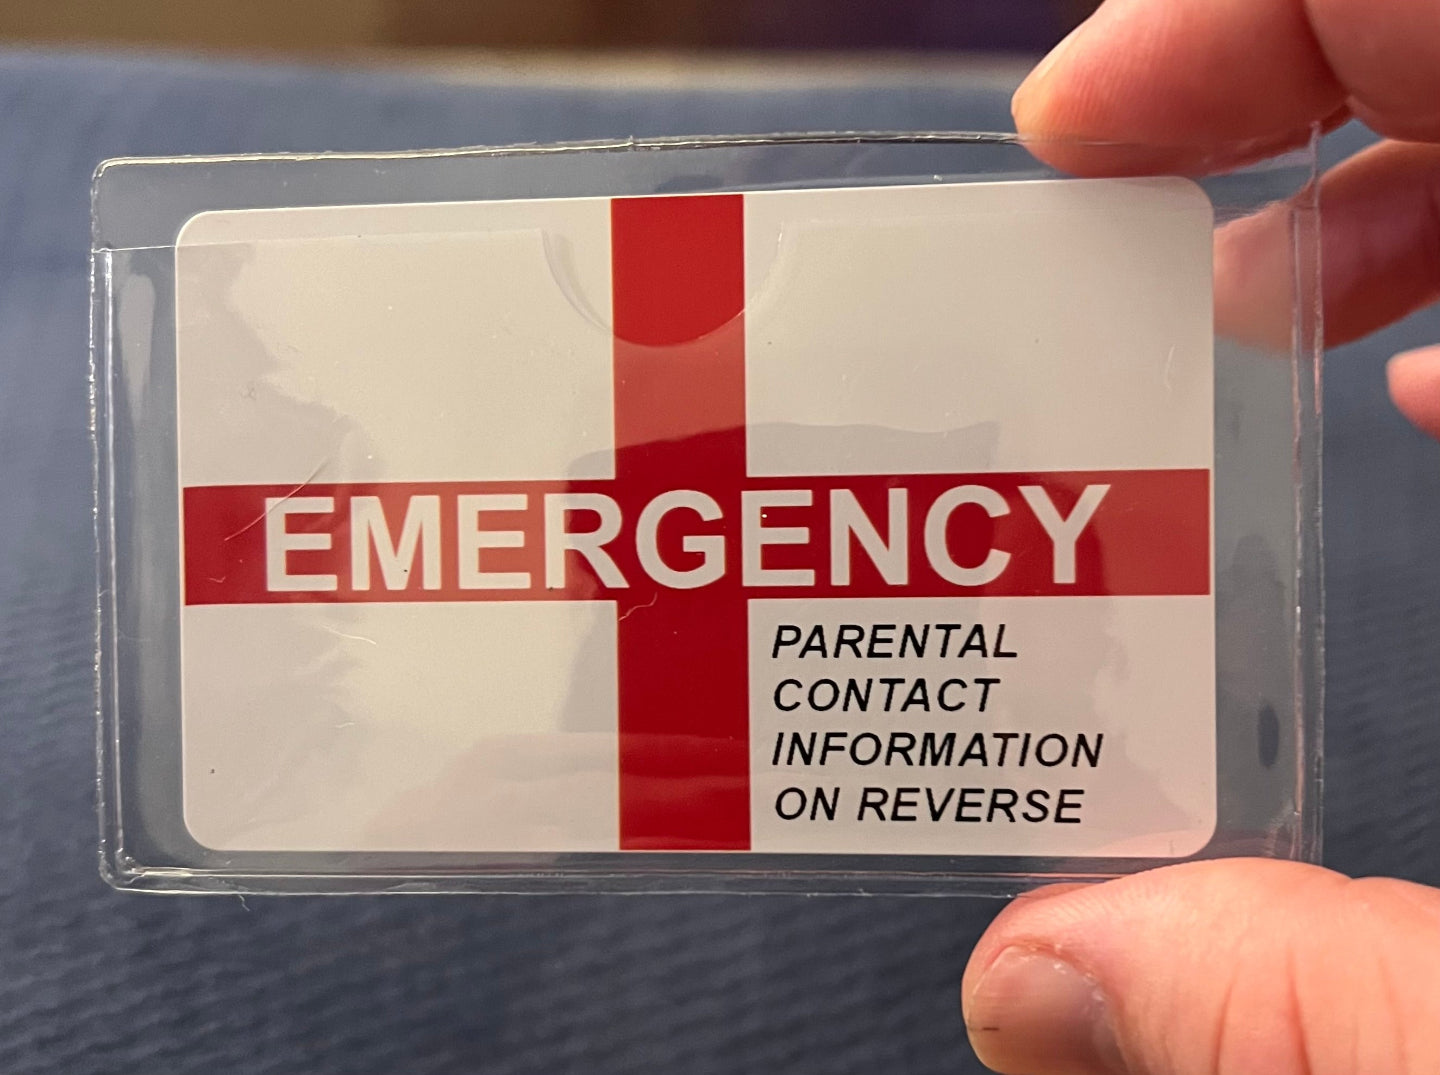 EMERGENCY
PARENTAL
CONTACT
INFORMATION
ON REVERSE